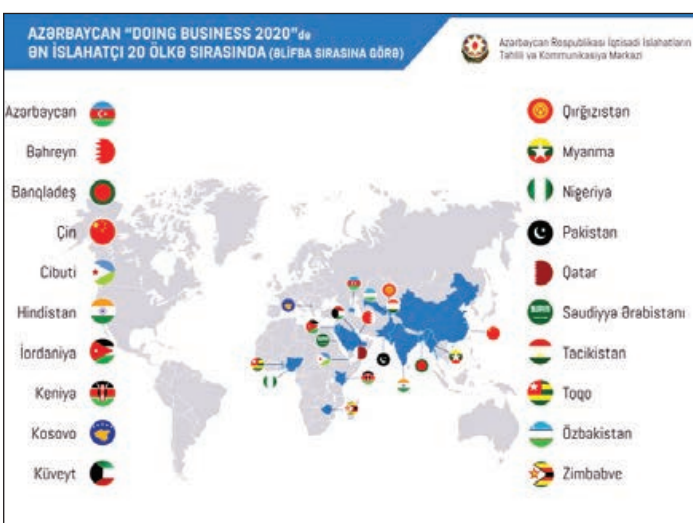 AZƏRBAYCAN "DOING BUSINESS 2020"də
ƏN İSLAHATÇI 20 ÖLKƏ SIRASINDA (ƏLİFBA SIRASINA GÖRƏ)
Azərbaycan Respublikası İqtisadi İslahatların
Təhlili və Kommunikasiya Mərkəzi
Azərbaycan
Bəhreyn
Banqladeş
Çin
Cibuti
Hindistan
İordaniya
Keniya
Kosovo
Küveyt
Qırğızıstan
Myanma
Nigeriya
Pakistan
Qatar
Səudiyyə Ərəbistanı
Tacikistan
Toqo
Özbəkistan
Zimbabve